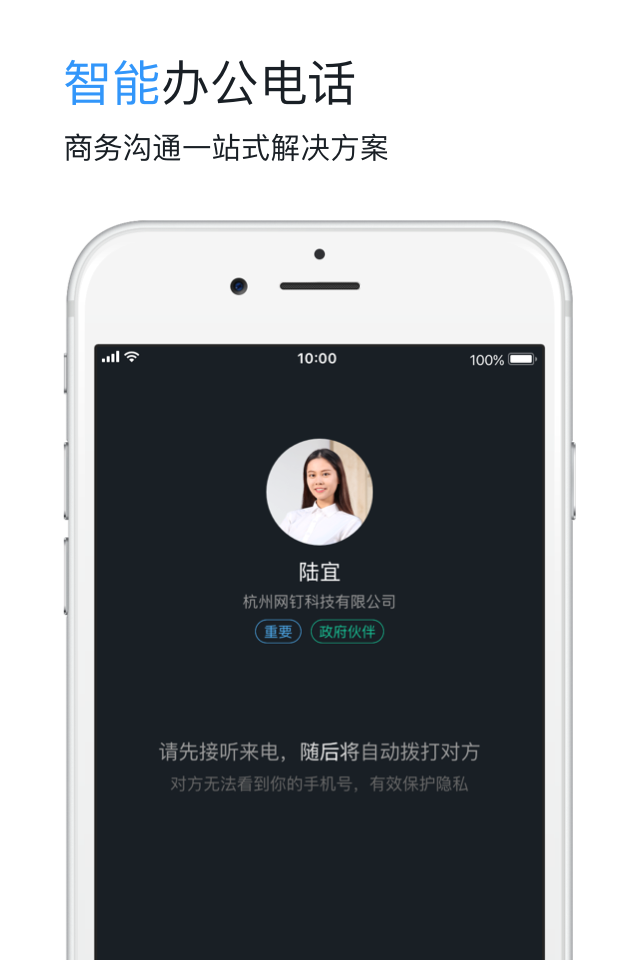 智能办公电话
商务沟通一站式解决方案
10:00
100%
陆宜
杭州网钉科技有限公司
重要 政府伙伴
请先接听来电，随后将自动拨打对方
对方无法看到你的手机号，有效保护隐私